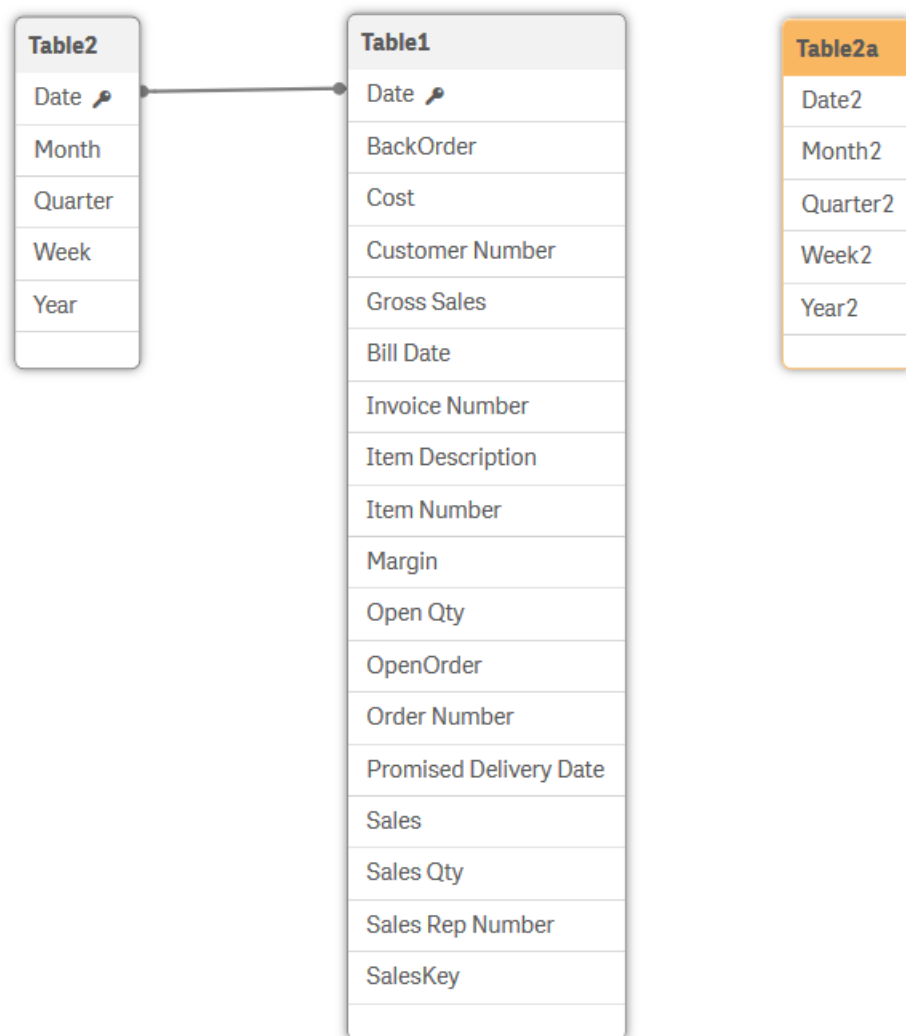 Table2
Date
Month
Quarter
Week
Year
Table1
Date
BackOrder
Cost
Customer Number
Gross Sales
Bill Date
Invoice Number
Item Description
Item Number
Margin
Open Qty
OpenOrder
Order Number
Promised Delivery Date
Sales
Sales Qty
Sales Rep Number
SalesKey
Table2a
Date2
Month2
Quarter2
Week2
Year2